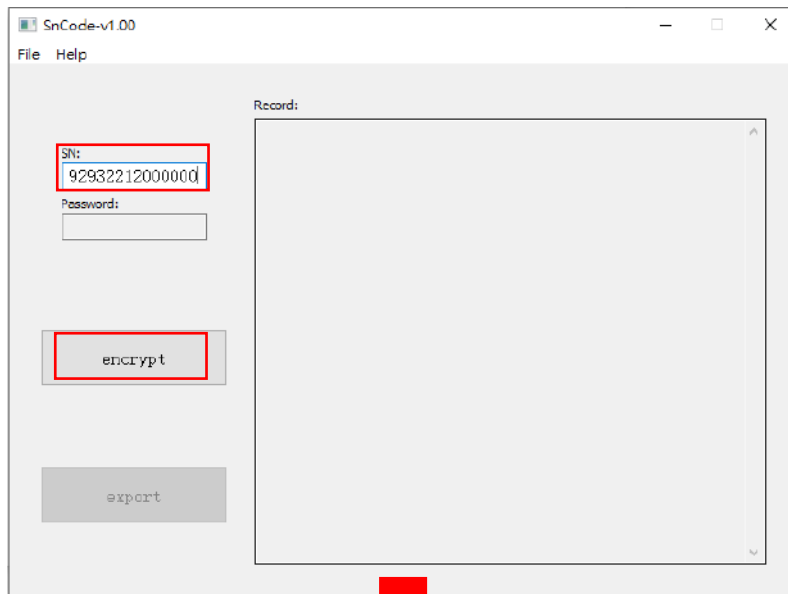 SnCode-v1.00
File Help
Record:
SN:
92932212000000
Password:
encrypt
export